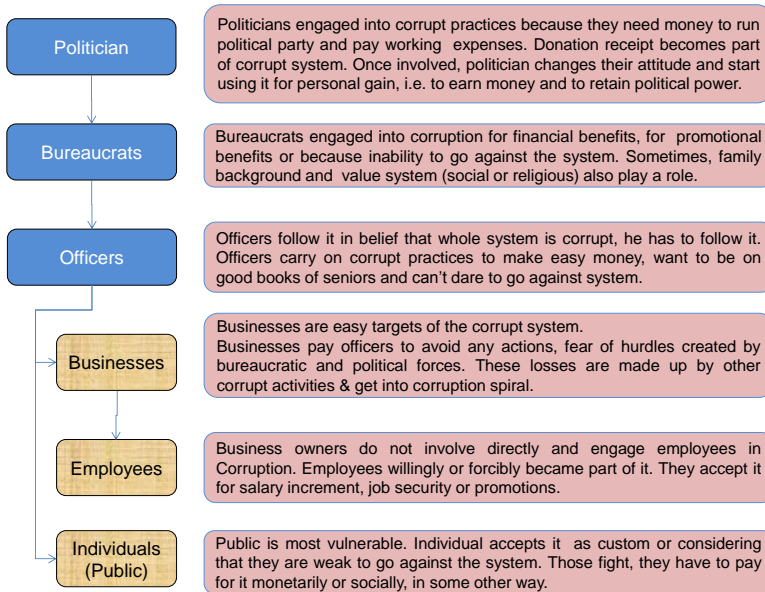 Politician
Politicians engaged into corrupt practices because they need money to run
political party and pay working expenses. Donation receipt becomes part
of corrupt system. Once involved, politician changes their attitude and start
using it for personal gain, i.e. to earn money and to retain political power.
Bureaucrats
Bureaucrats engaged into corruption for financial benefits, for promotional
benefits or because inability to go against the system. Sometimes, family
background and value system (social or religious) also play a role.
Officers
Officers follow it in belief that whole system is corrupt, he has to follow it.
Officers carry on corrupt practices to make easy money, want to be on
good books of seniors and can't dare to go against system.
Businesses
Businesses are easy targets of the corrupt system.
Businesses pay officers to avoid any actions, fear of hurdles created by
bureaucratic and political forces. These losses are made up by other
corrupt activities & get into corruption spiral.
Employees
Business owners do not involve directly and engage employees in
Corruption. Employees willingly or forcibly became part of it. They accept it
for salary increment, job security or promotions.
Individuals
(Public)
Public is most vulnerable. Individual accepts it as custom or considering
that they are weak to go against the system. Those fight, they have to pay
for it monetarily or socially, in some other way.